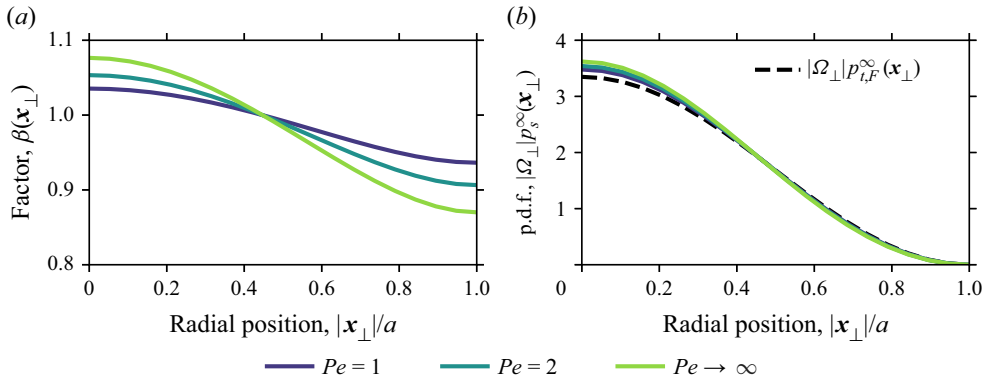 (a)
1.1
1.0
0.9
0.8
Factor, β(x⊥)
0 0.2 0.4 0.6 0.8 1.0
Radial position, |x⊥|/a
(b)
4
3
2
1
p.d.f., |Ω⊥|p_s^∞(x⊥)
|Ω⊥|p_{t,F}^∞(x⊥)
0 0.2 0.4 0.6 0.8 1.0
Radial position, |x⊥|/a
Pe = 1 Pe = 2 Pe → ∞